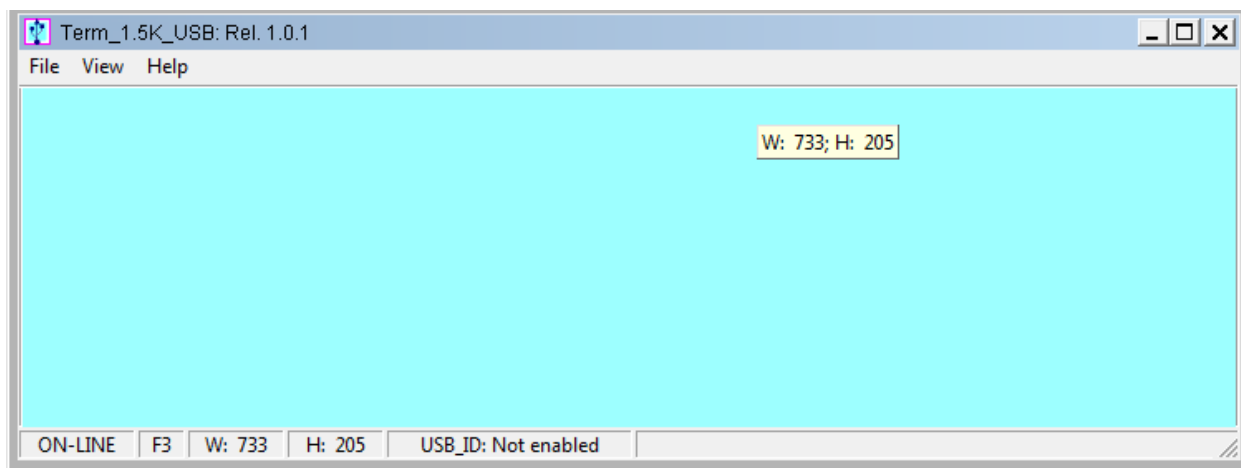 Term_1.5K_USB: Rel. 1.0.1
File View Help
W: 733; H: 205
ON-LINE F3 W: 733 H: 205 USB_ID: Not enabled